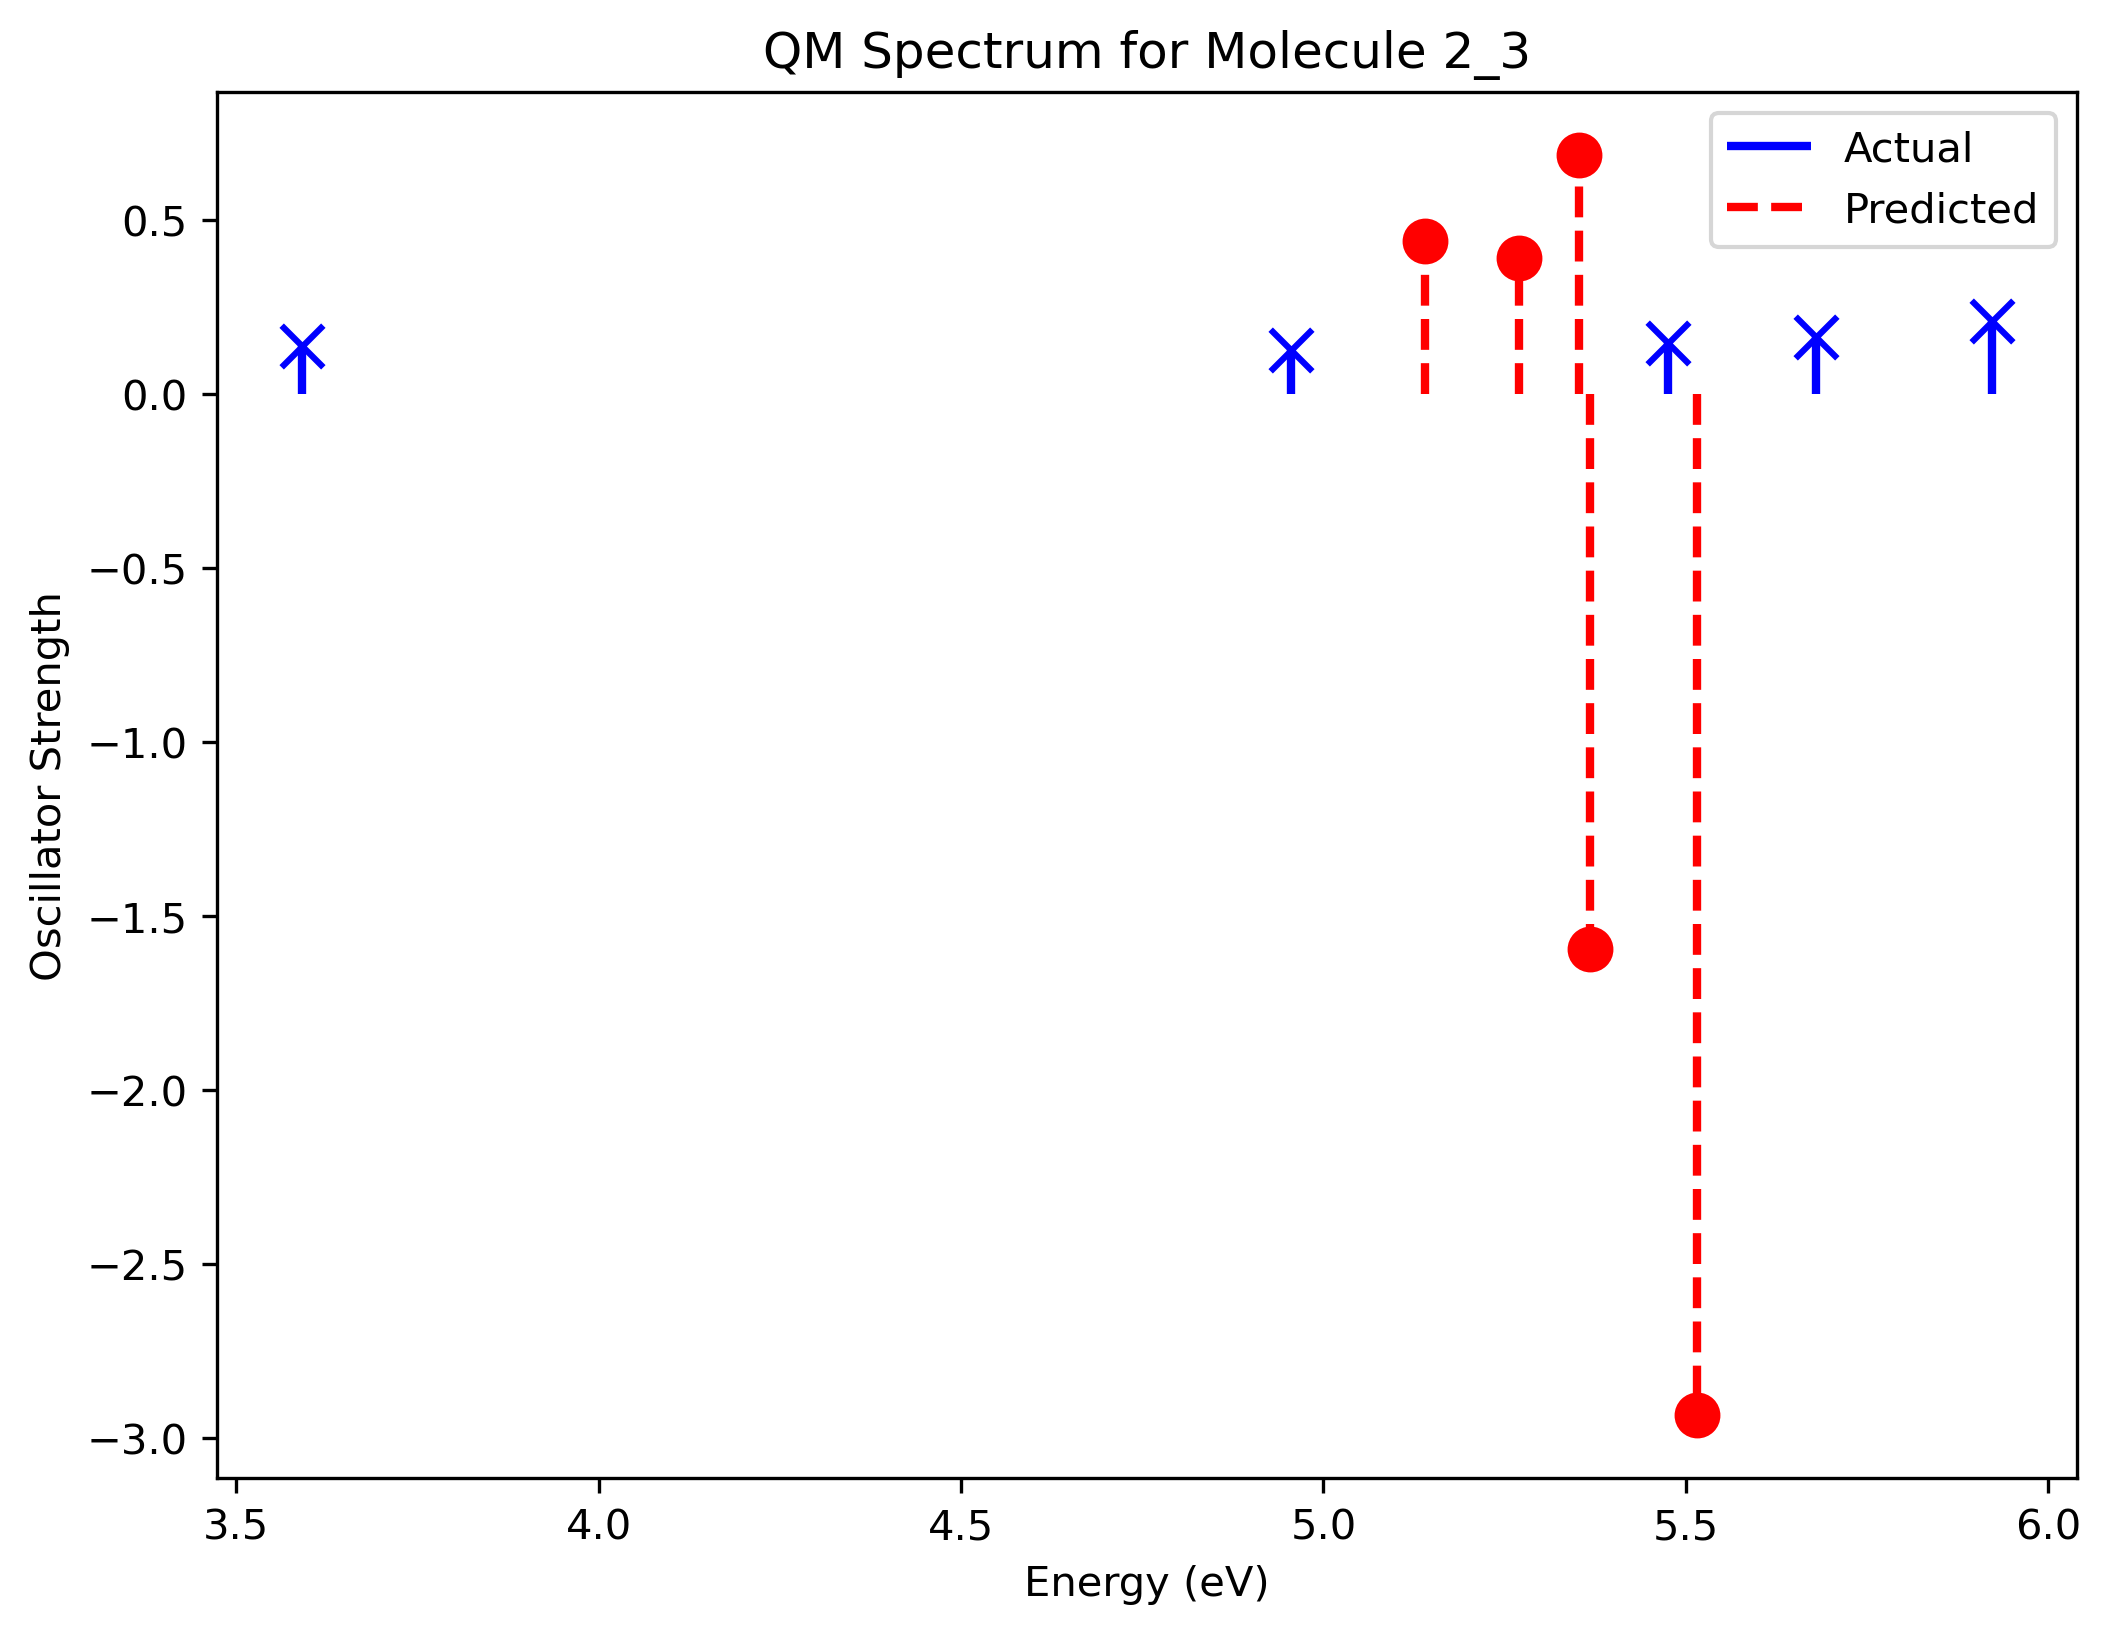 QM Spectrum for Molecule 2_3
Actual
Predicted
Oscillator Strength
0.5
0.0
−0.5
−1.0
−1.5
−2.0
−2.5
−3.0
3.5 4.0 4.5 5.0 5.5 6.0
Energy (eV)